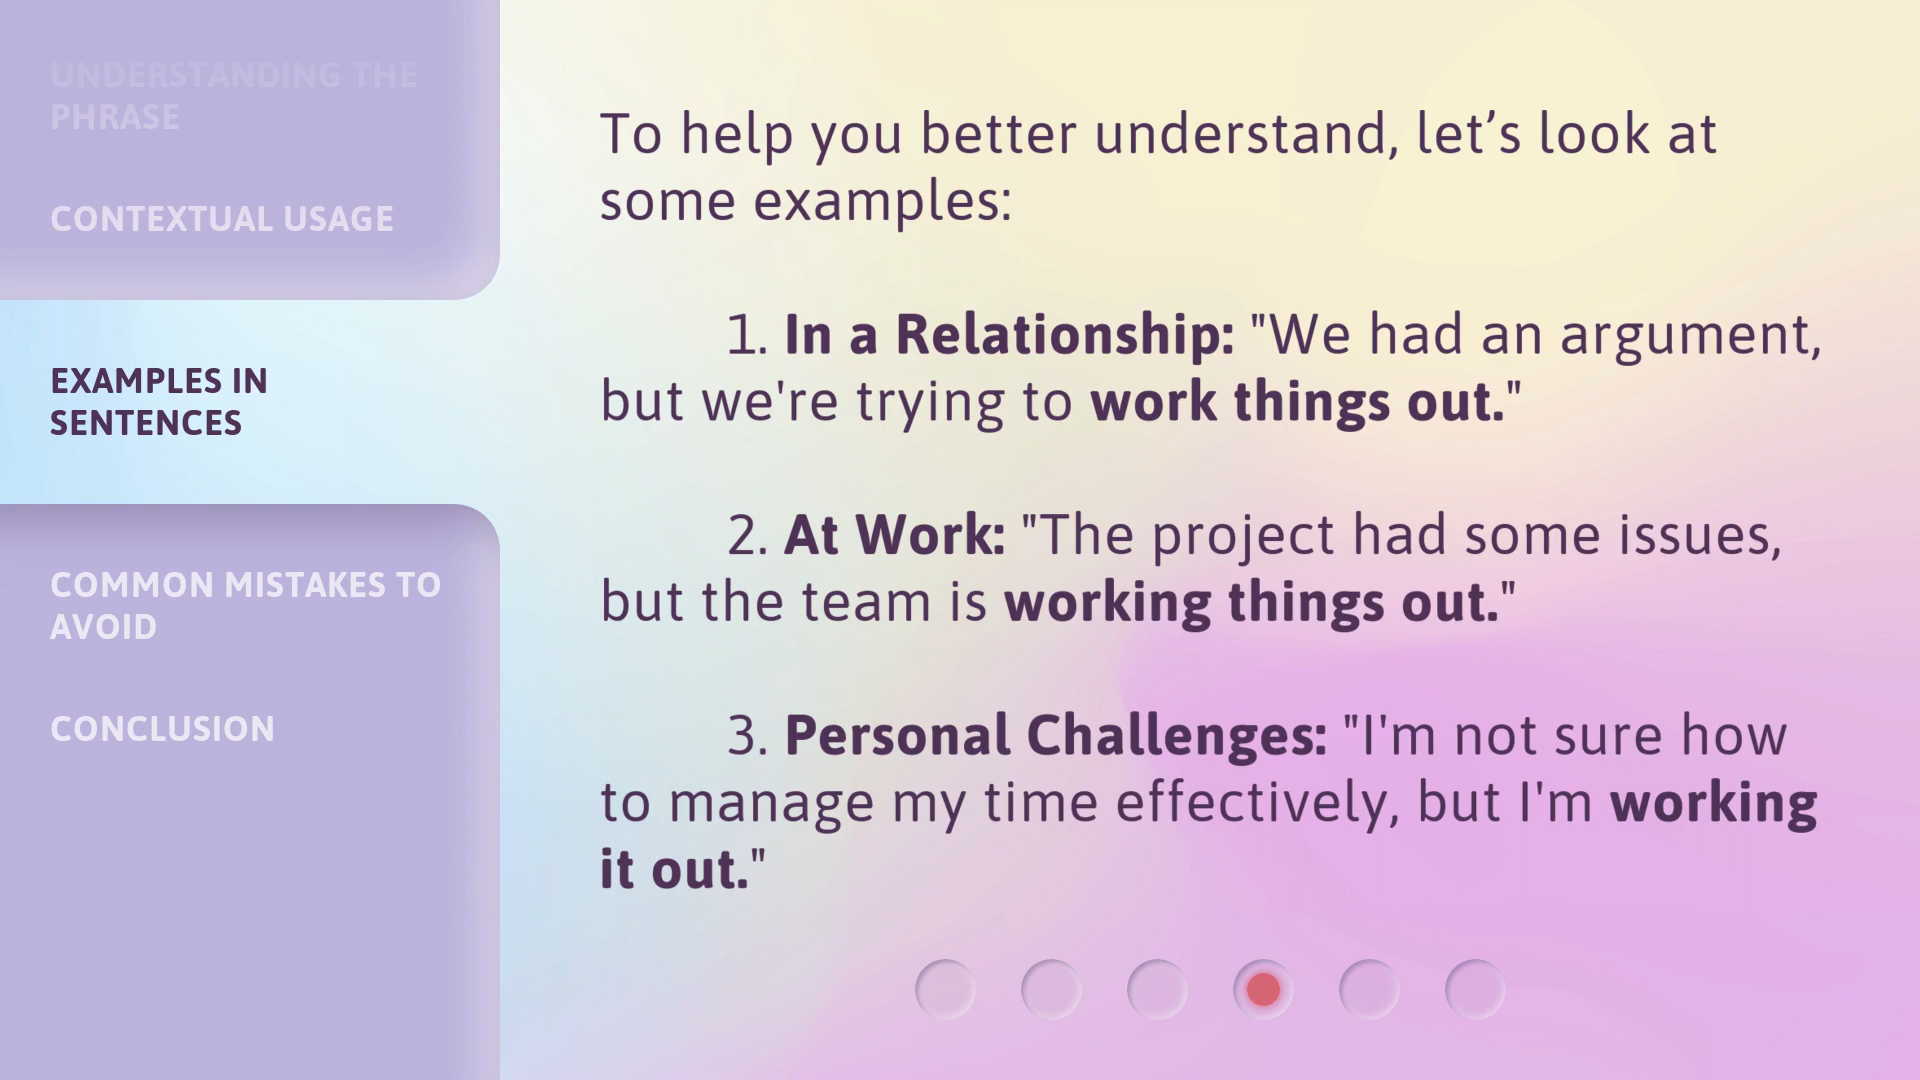 UNDERSTANDING THE
PHRASE
CONTEXTUAL USAGE
EXAMPLES IN
SENTENCES
COMMON MISTAKES TO
AVOID
CONCLUSION
To help you better understand, let’s look at
some examples:
1. In a Relationship: "We had an argument,
but we're trying to work things out."
2. At Work: "The project had some issues,
but the team is working things out."
3. Personal Challenges: "I'm not sure how
to manage my time effectively, but I'm working
it out."